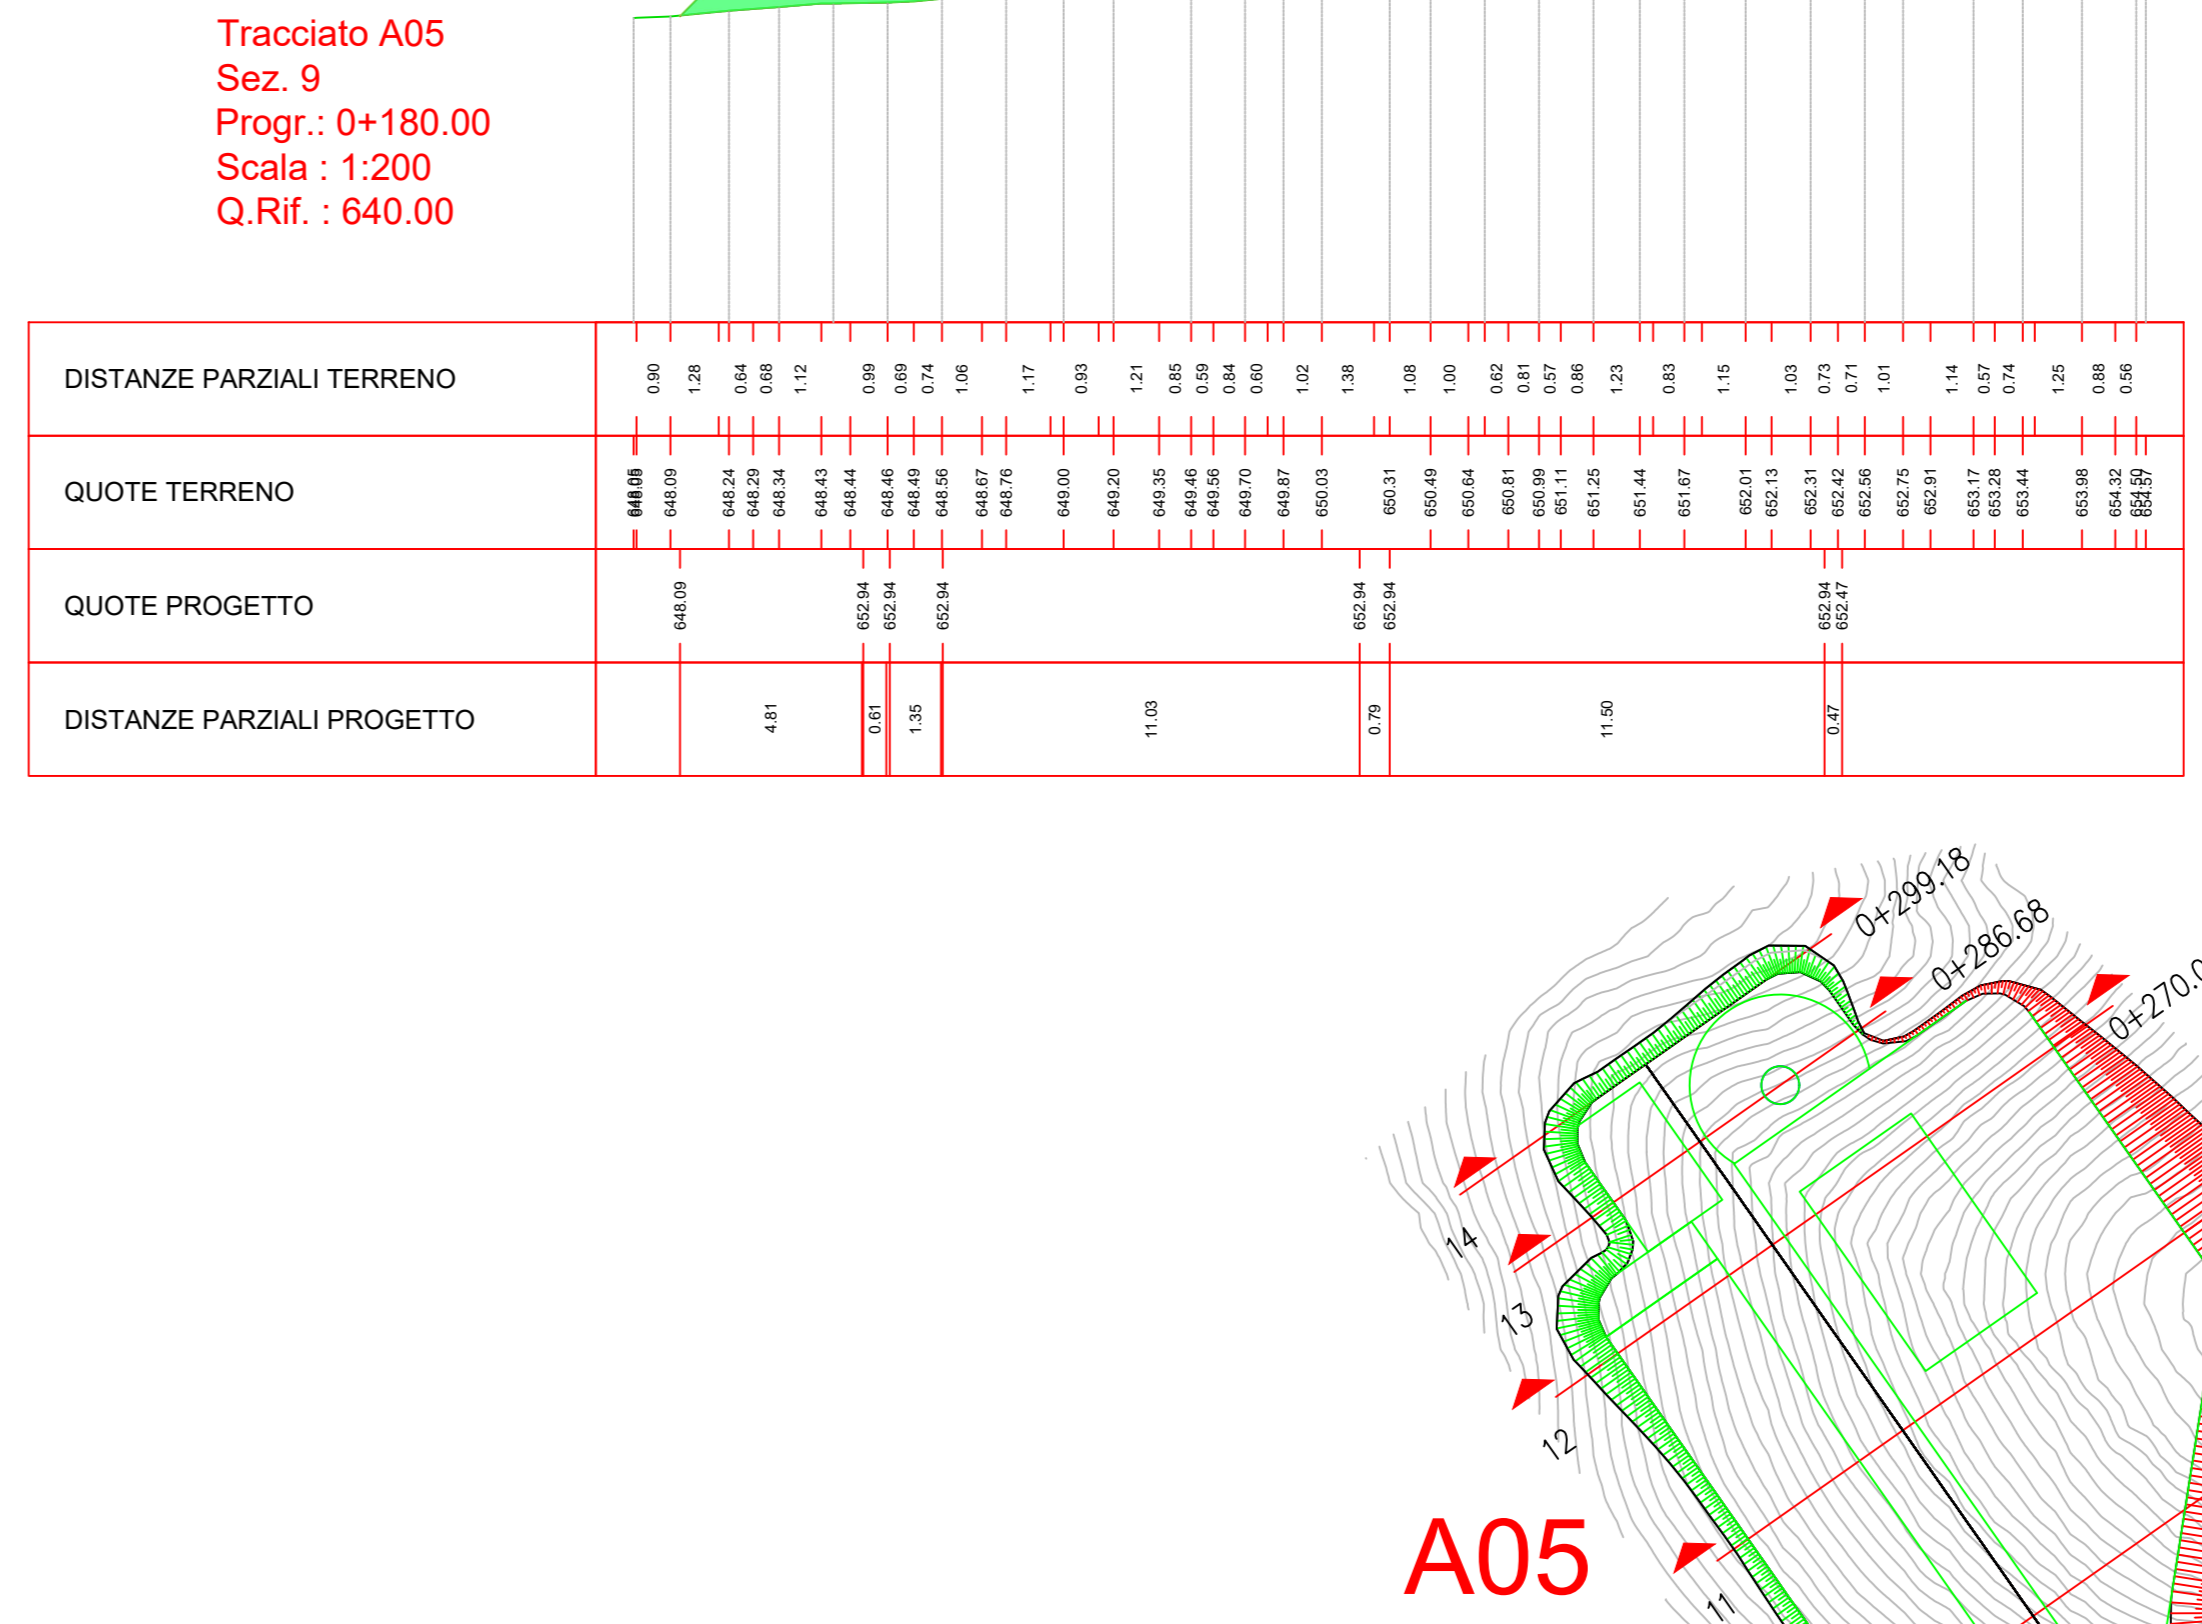 Tracciato A05
Sez. 9
Progr.: 0+180.00
Scala : 1:200
Q.Rif. : 640.00
DISTANZE PARZIALI TERRENO 0.90 1.28 0.64 0.68 1.12 0.99 0.69 0.74 1.06 1.17 0.93 1.21 0.85 0.59 0.84 0.60 1.02 1.38 1.08 1.00 0.62 0.81 0.57 0.86 1.23 0.83 1.15 1.03 0.73 0.71 1.01 1.14 0.57 0.74 1.25 0.88 0.56
QUOTE TERRENO 648.09 648.24 648.29 648.34 648.43 648.44 648.46 648.49 648.56 648.67 648.76 649.00 649.20 649.35 649.46 649.56 649.70 649.87 650.03 650.31 650.49 650.64 650.81 650.99 651.11 651.25 651.44 651.67 652.01 652.13 652.31 652.42 652.56 652.75 652.91 653.17 653.28 653.44 653.98 654.32 654.50 654.57
QUOTE PROGETTO 648.09 652.94 652.94 652.94 652.94 652.94 652.94 652.47
DISTANZE PARZIALI PROGETTO 4.81 0.61 1.35 11.03 0.79 11.50 0.47
0+299.18
0+286.68
0+270.0
14
13
12
A05
11